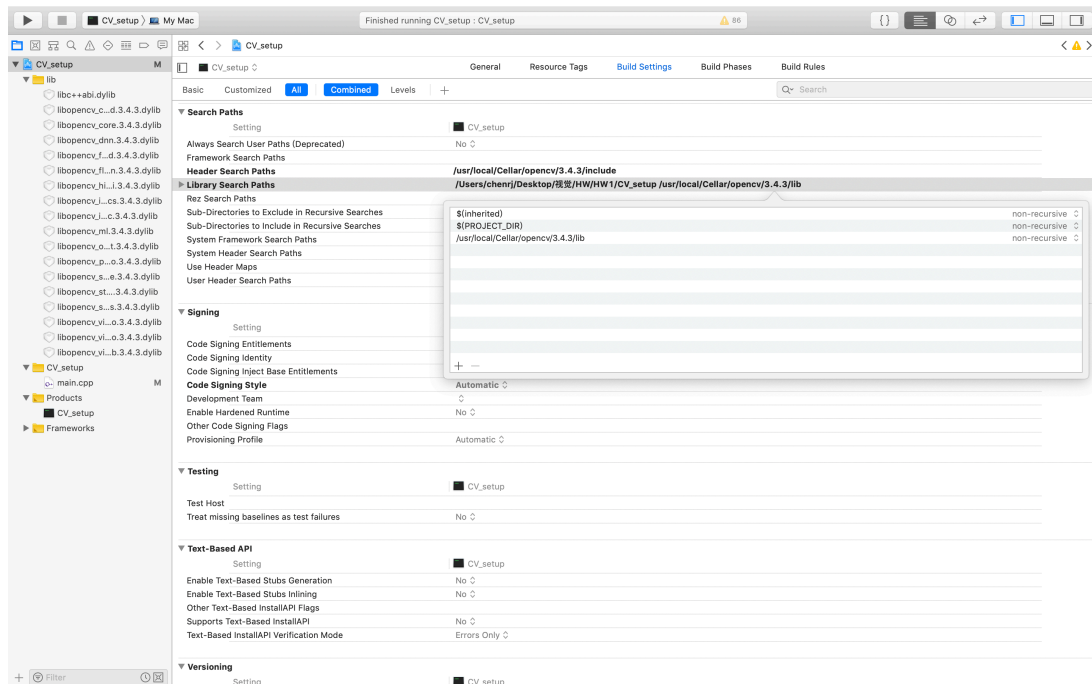 CV_setup 〉 My Mac
Finished running CV_setup : CV_setup
86
CV_setup
CV_setup M
lib
libc++abi.dylib
libopencv_c...d.3.4.3.dylib
libopencv_core.3.4.3.dylib
libopencv_dnn.3.4.3.dylib
libopencv_f...d.3.4.3.dylib
libopencv_fl...n.3.4.3.dylib
libopencv_hi...i.3.4.3.dylib
libopencv_i...cs.3.4.3.dylib
libopencv_i...c.3.4.3.dylib
libopencv_ml.3.4.3.dylib
libopencv_o...t.3.4.3.dylib
libopencv_p...o.3.4.3.dylib
libopencv_s...e.3.4.3.dylib
libopencv_st....3.4.3.dylib
libopencv_s...s.3.4.3.dylib
libopencv_vi...o.3.4.3.dylib
libopencv_vi...o.3.4.3.dylib
libopencv_vi...b.3.4.3.dylib
CV_setup
main.cpp M
Products
CV_setup
Frameworks
Filter
CV_setup
General Resource Tags Build Settings Build Phases Build Rules
Basic Customized All Combined Levels +
Search
Search Paths
Setting CV_setup
Always Search User Paths (Deprecated) No
Framework Search Paths
Header Search Paths /usr/local/Cellar/opencv/3.4.3/include
Library Search Paths /Users/chenrj/Desktop/视觉/HW/HW1/CV_setup /usr/local/Cellar/opencv/3.4.3/lib
Rez Search Paths
Sub-Directories to Exclude in Recursive Searches
Sub-Directories to Include in Recursive Searches
System Framework Search Paths
System Header Search Paths
Use Header Maps
User Header Search Paths
$(inherited) non-recursive
$(PROJECT_DIR) non-recursive
/usr/local/Cellar/opencv/3.4.3/lib non-recursive
Signing
Setting
Code Signing Entitlements
Code Signing Identity
Code Signing Inject Base Entitlements
Code Signing Style Automatic
Development Team
Enable Hardened Runtime No
Other Code Signing Flags
Provisioning Profile Automatic
Testing
Setting CV_setup
Test Host
Treat missing baselines as test failures No
Text-Based API
Setting CV_setup
Enable Text-Based Stubs Generation No
Enable Text-Based Stubs Inlining No
Other Text-Based InstallAPI Flags
Supports Text-Based InstallAPI No
Text-Based InstallAPI Verification Mode Errors Only
Versioning
Setting CV_setup